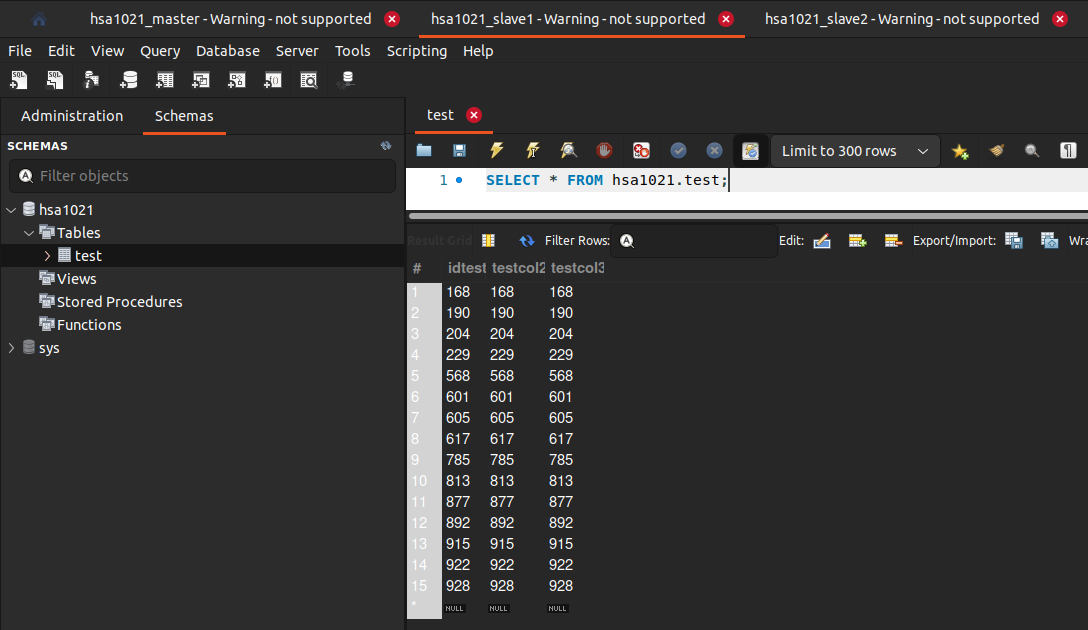 hsa1021_master - Warning - not supported hsa1021_slave1 - Warning - not supported hsa1021_slave2 - Warning - not supported
File Edit View Query Database Server Tools Scripting Help
Administration Schemas
SCHEMAS
Filter objects
hsa1021
Tables
test
Views
Stored Procedures
Functions
sys
test
Limit to 300 rows
1 SELECT * FROM hsa1021.test;
Result Grid Filter Rows: Edit: Export/Import: Wra
# idtest testcol2 testcol3
1 168 168 168
2 190 190 190
3 204 204 204
4 229 229 229
5 568 568 568
6 601 601 601
7 605 605 605
8 617 617 617
9 785 785 785
10 813 813 813
11 877 877 877
12 892 892 892
13 915 915 915
14 922 922 922
15 928 928 928
* NULL NULL NULL